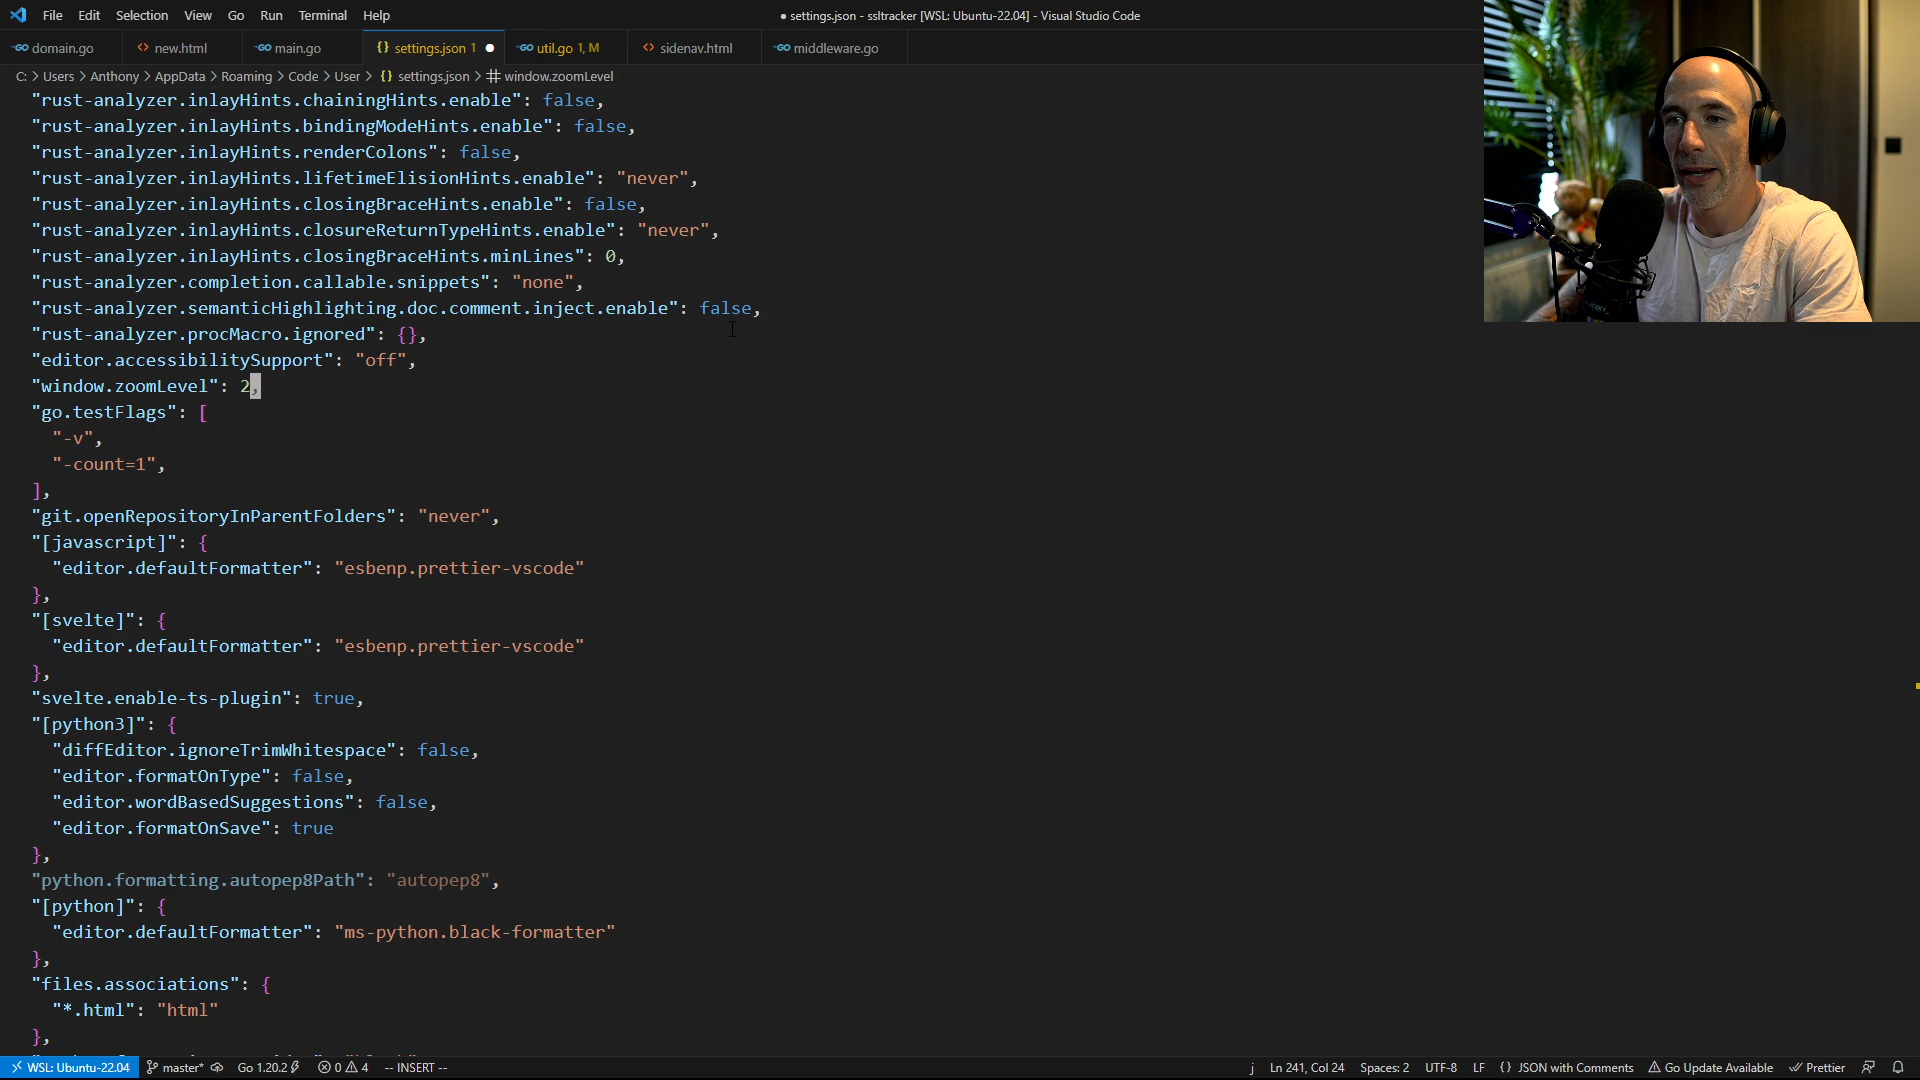 File Edit Selection View Go Run Terminal Help
● settings.json - ssltracker [WSL: Ubuntu-22.04] - Visual Studio Code
domain.go
<> new.html
main.go
{} settings.json 1 ●
util.go 1, M
<> sidenav.html
middleware.go
C: > Users > Anthony > AppData > Roaming > Code > User > {} settings.json > # window.zoomLevel
"rust-analyzer.inlayHints.chainingHints.enable": false,
"rust-analyzer.inlayHints.bindingModeHints.enable": false,
"rust-analyzer.inlayHints.renderColons": false,
"rust-analyzer.inlayHints.lifetimeElisionHints.enable": "never",
"rust-analyzer.inlayHints.closingBraceHints.enable": false,
"rust-analyzer.inlayHints.closureReturnTypeHints.enable": "never",
"rust-analyzer.inlayHints.closingBraceHints.minLines": 0,
"rust-analyzer.completion.callable.snippets": "none",
"rust-analyzer.semanticHighlighting.doc.comment.inject.enable": false,
"rust-analyzer.procMacro.ignored": {},
"editor.accessibilitySupport": "off",
"window.zoomLevel": 2,
"go.testFlags": [
"-v",
"-count=1",
],
"git.openRepositoryInParentFolders": "never",
"[javascript]": {
"editor.defaultFormatter": "esbenp.prettier-vscode"
},
"[svelte]": {
"editor.defaultFormatter": "esbenp.prettier-vscode"
},
"svelte.enable-ts-plugin": true,
"[python3]": {
"diffEditor.ignoreTrimWhitespace": false,
"editor.formatOnType": false,
"editor.wordBasedSuggestions": false,
"editor.formatOnSave": true
},
"python.formatting.autopep8Path": "autopep8",
"[python]": {
"editor.defaultFormatter": "ms-python.black-formatter"
},
"files.associations": {
"*.html": "html"
},
WSL: Ubuntu-22.04 master* Go 1.20.2 0 4 -- INSERT -- j Ln 241, Col 24 Spaces: 2 UTF-8 LF {} JSON with Comments Go Update Available Prettier